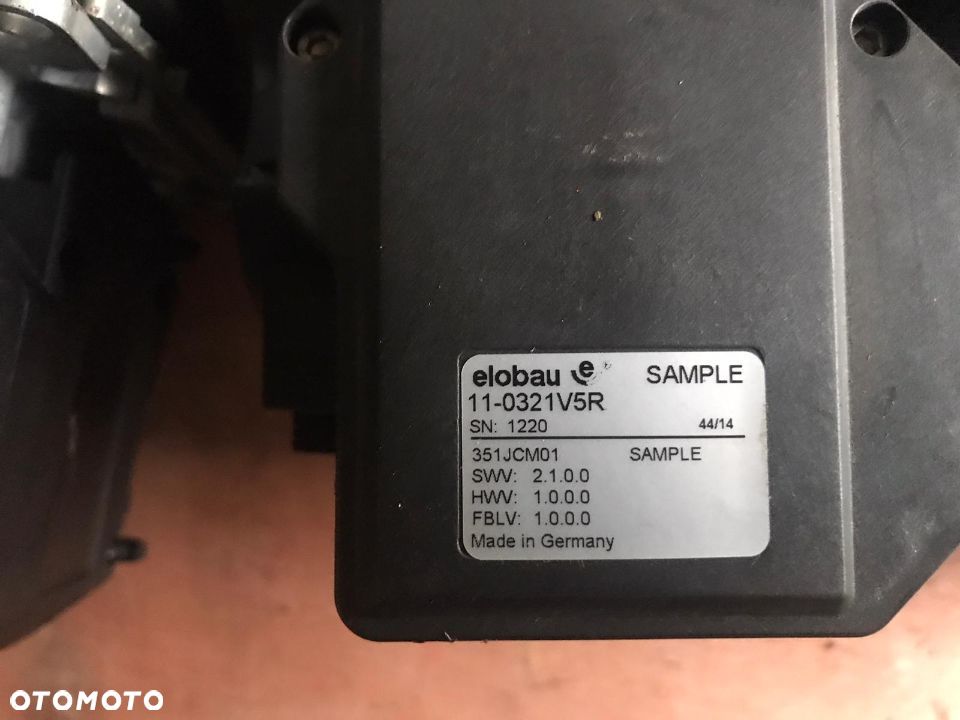 elobau e SAMPLE
11-0321V5R
SN: 1220 44/14
351JCM01 SAMPLE
SWV: 2.1.0.0
HWV: 1.0.0.0
FBLV: 1.0.0.0
Made in Germany
OTOMOTO